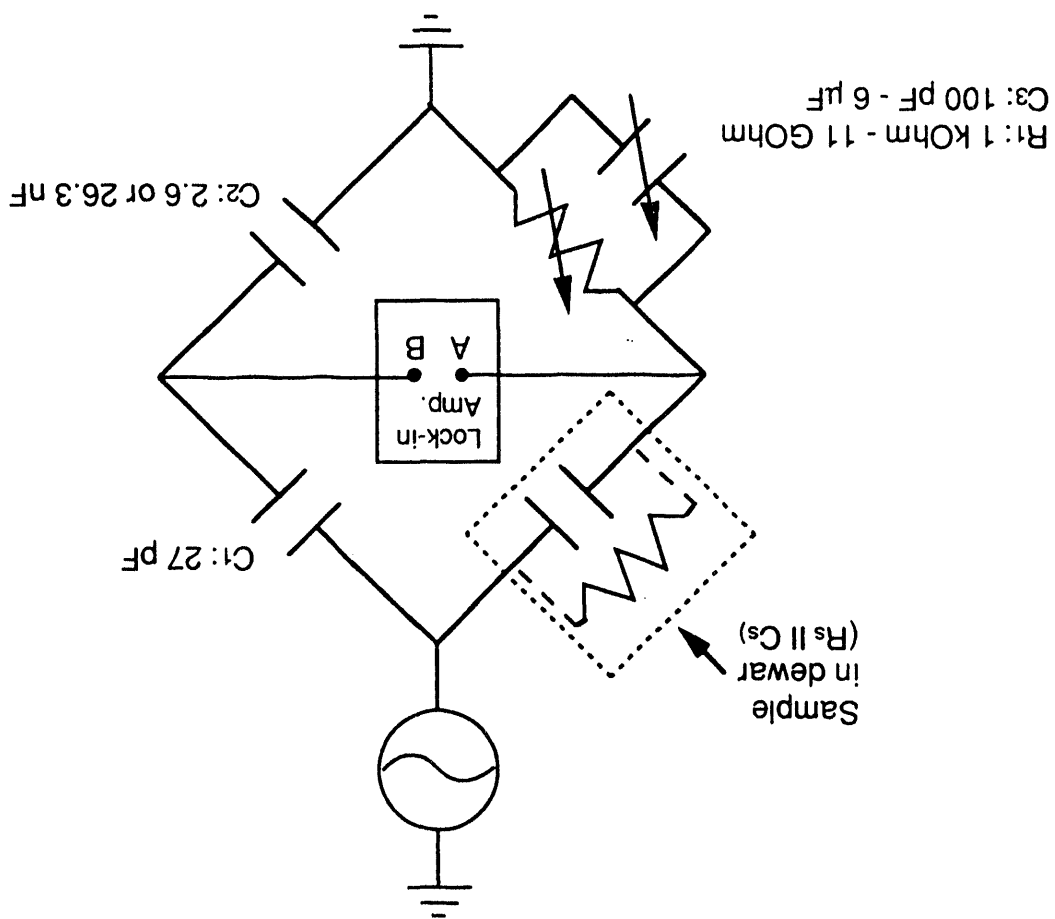 Sample
in dewar
(Rs II Cs)
C1: 27 pF
Lock-in
Amp.
A B
C2: 2.6 or 26.3 nF
R1: 1 kOhm - 11 GOhm
C3: 100 pF - 6 µF